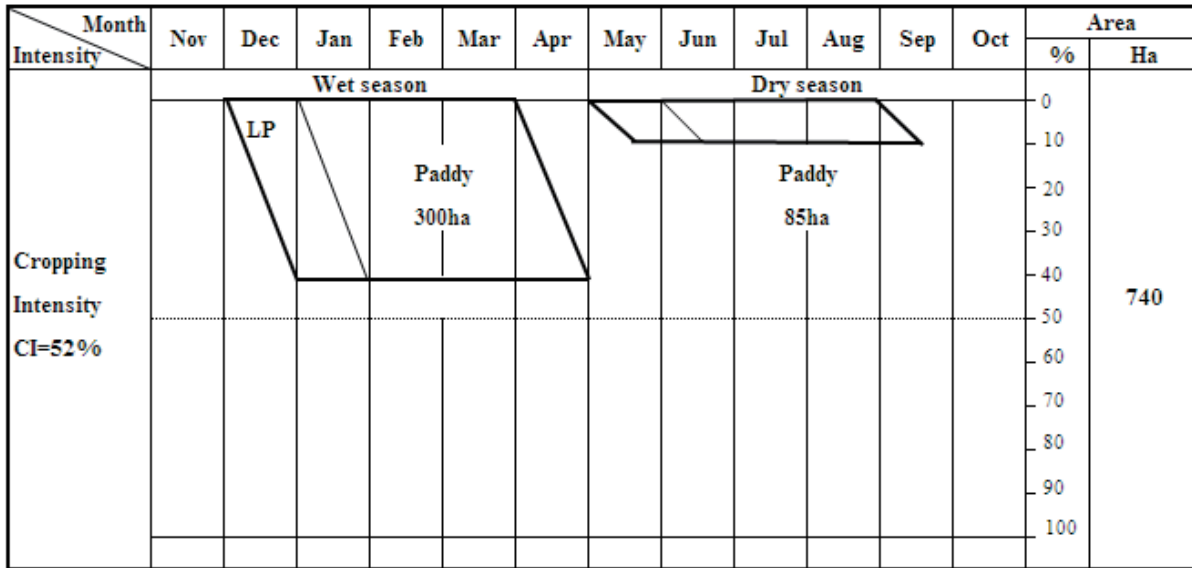 Month
Intensity
Nov Dec Jan Feb Mar Apr May Jun Jul Aug Sep Oct
Area
% Ha
Wet season Dry season
0
LP
10
Paddy Paddy
20
300ha 85ha
30
Cropping
40
Intensity
740
50
CI=52%
60
70
80
90
100